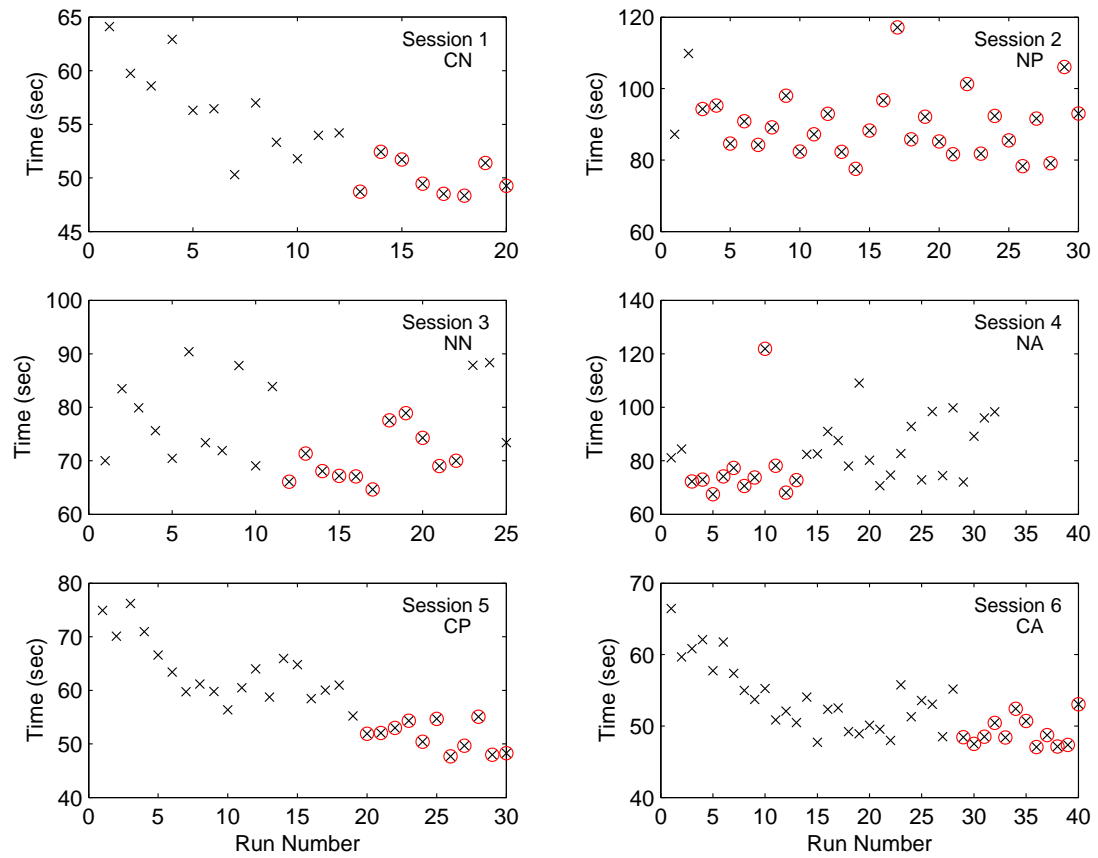 Session 1
CN
Time (sec)
65
60
55
50
45
0 5 10 15 20
Session 2
NP
Time (sec)
120
100
80
60
0 5 10 15 20 25 30
Session 3
NN
Time (sec)
100
90
80
70
60
0 5 10 15 20 25
Session 4
NA
Time (sec)
140
120
100
80
60
0 5 10 15 20 25 30 35 40
Session 5
CP
Time (sec)
80
70
60
50
40
0 5 10 15 20 25 30
Run Number
Session 6
CA
Time (sec)
70
60
50
40
0 5 10 15 20 25 30 35 40
Run Number